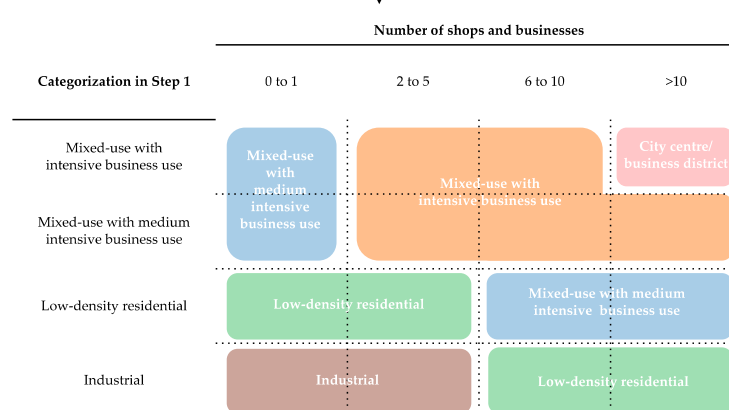 Number of shops and businesses
Categorization in Step 1
0 to 1
2 to 5
6 to 10
>10
Mixed-use with
intensive business use
Mixed-use
with
medium
intensive
business use
Mixed-use with
intensive business use
City centre/
business district
Mixed-use with medium
intensive business use
Low-density residential
Low-density residential
Mixed-use with medium
intensive business use
Industrial
Industrial
Low-density residential